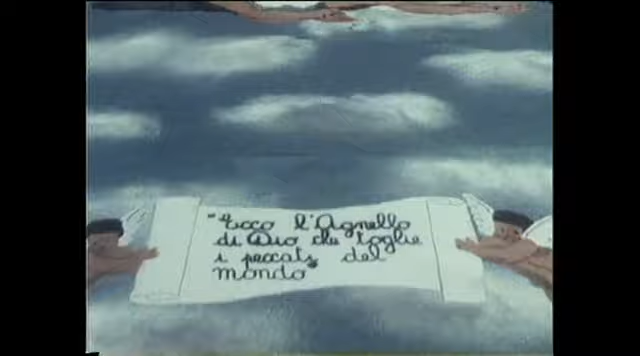 "Ecco l'Agnello
di Dio che toglie
i peccati del
mondo